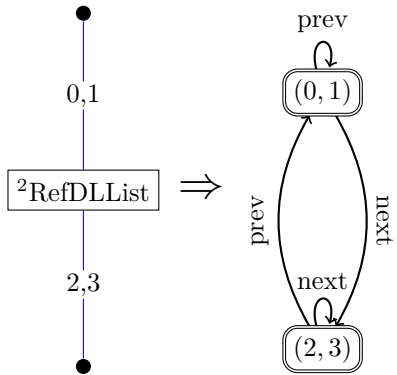 0,1
²RefDLList
2,3
⇒
prev
(0, 1)
prev
next
next
(2, 3)